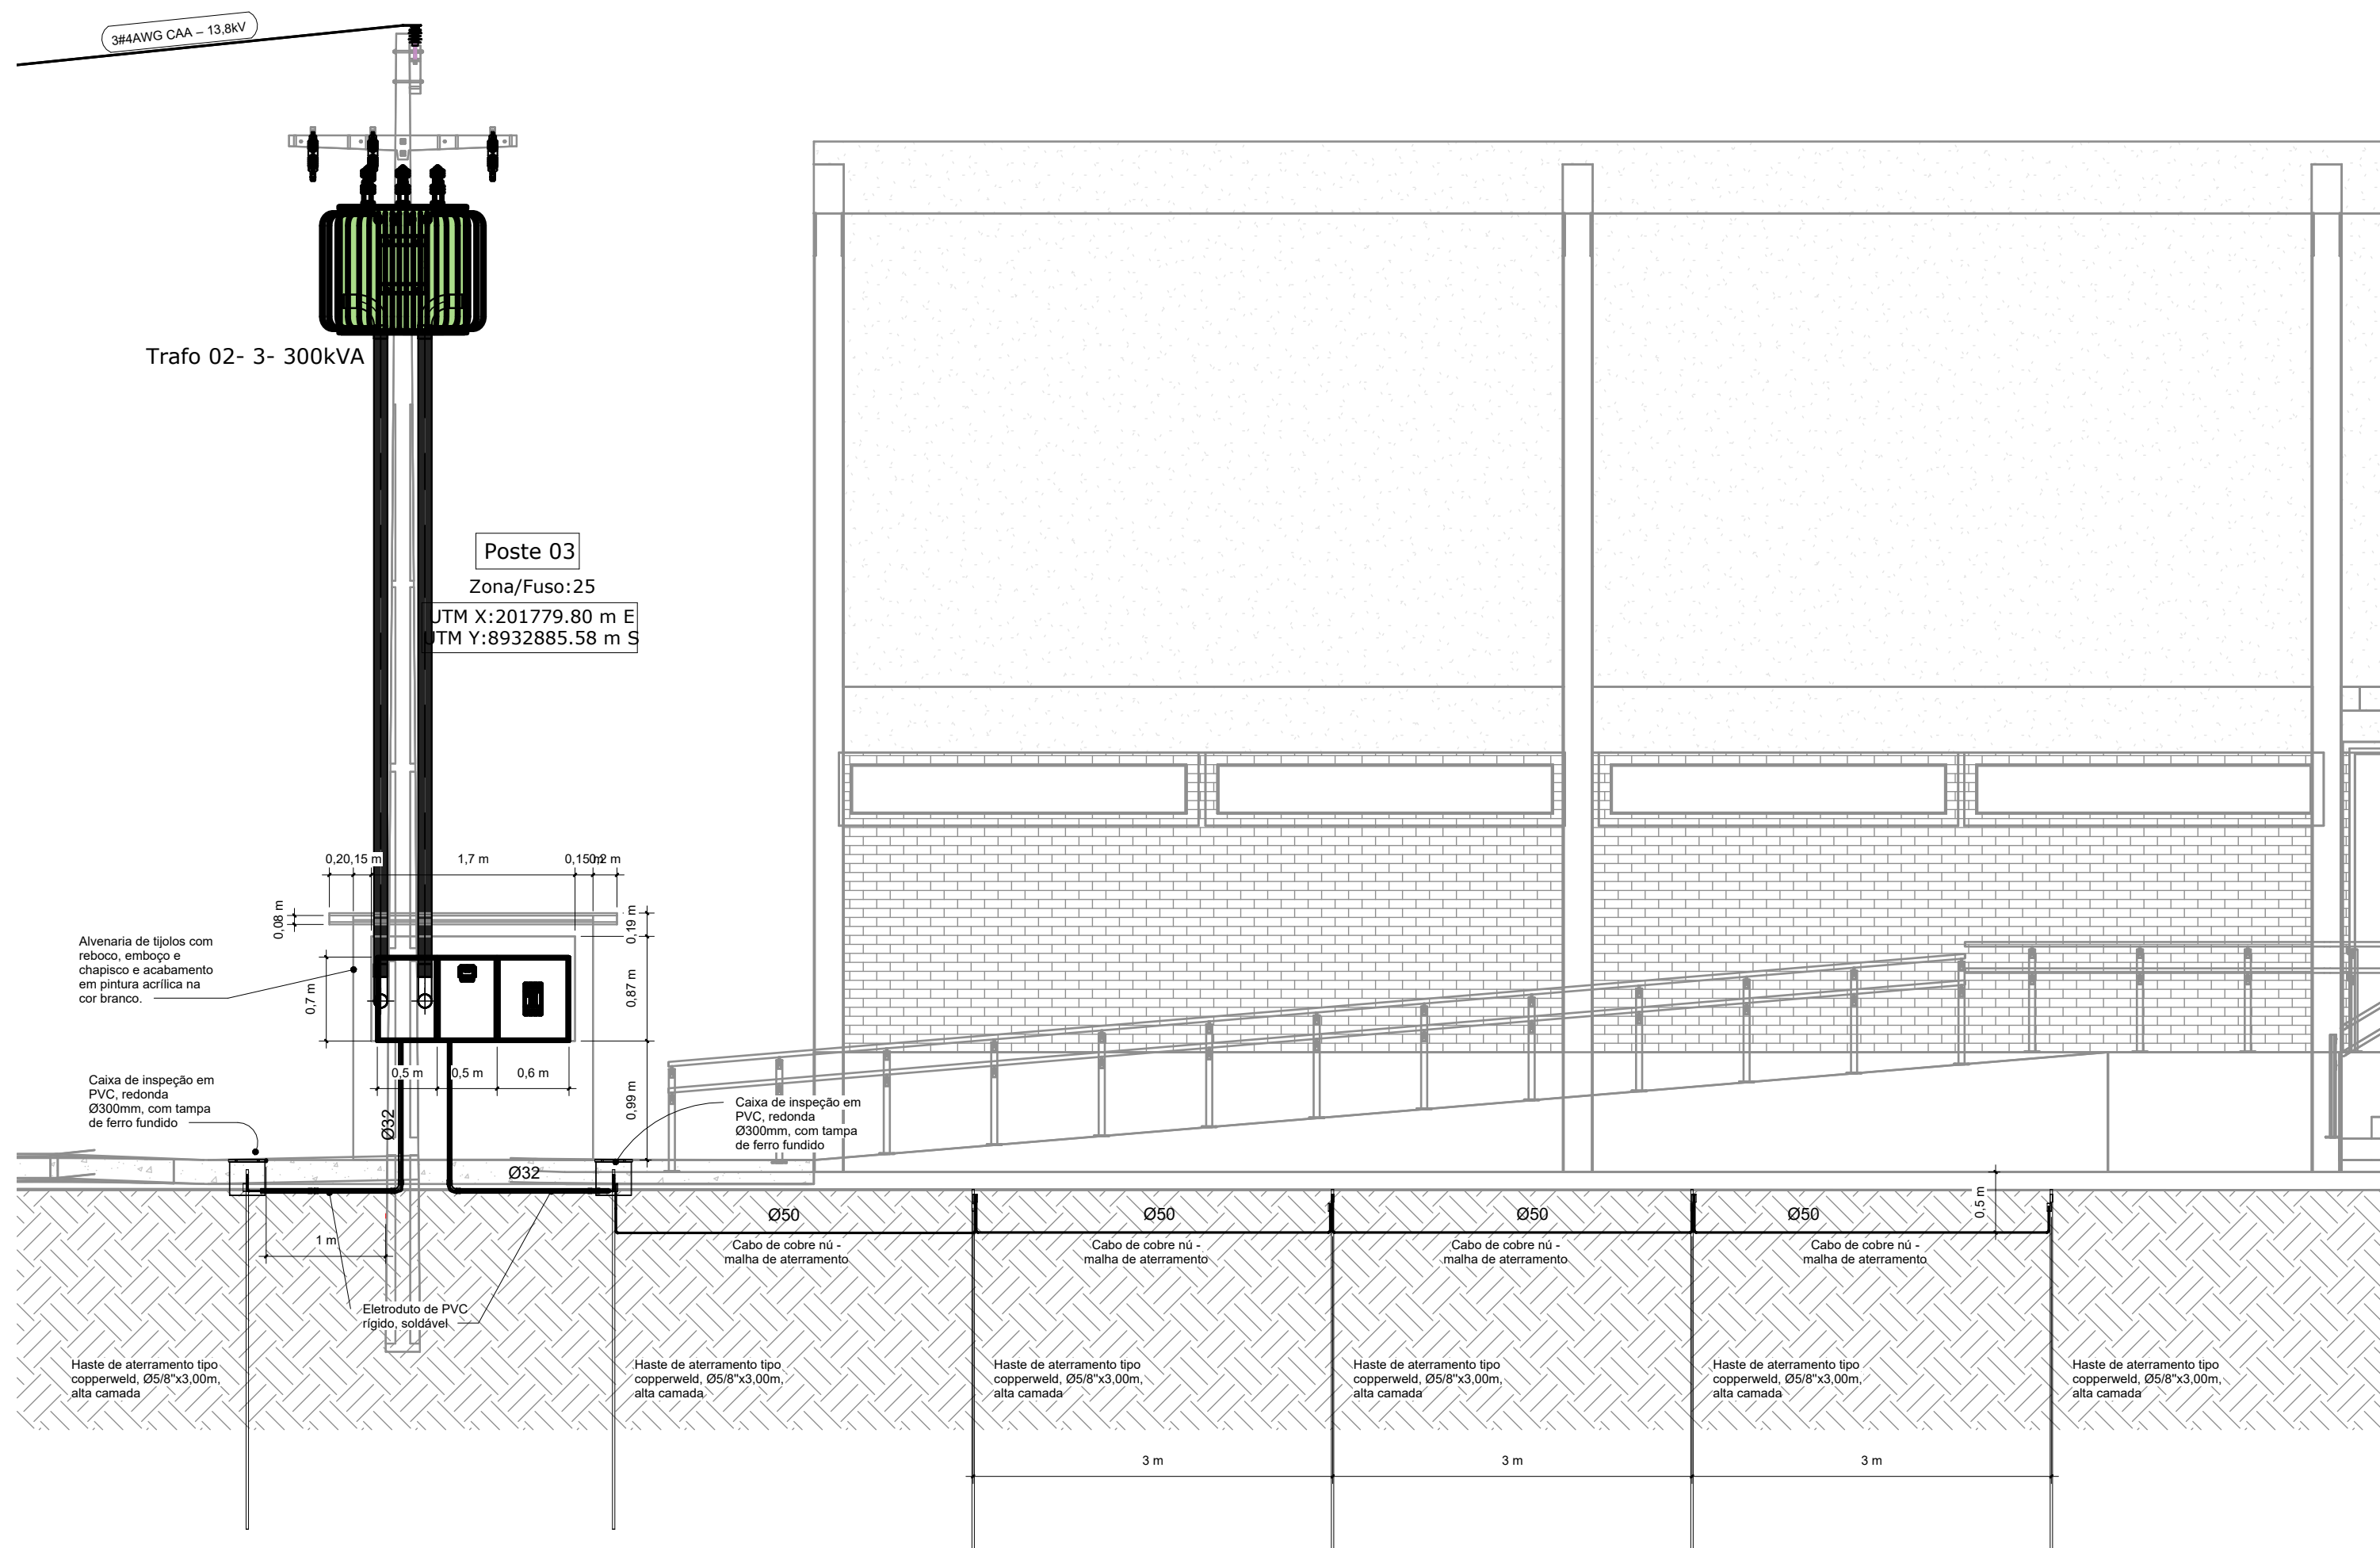 3#4AWG CAA – 13,8kV
Trafo 02- 3- 300kVA
Poste 03
Zona/Fuso:25
UTM X:201779.80 m E
UTM Y:8932885.58 m S
0,2
0,15 m
1,7 m
0,15 m
0,2 m
0,08 m
0,19 m
Alvenaria de tijolos com
reboco, emboço e
chapisco e acabamento
em pintura acrílica na
cor branco.
0,7 m
0,87 m
0,5 m
0,5 m
0,6 m
0,99 m
Caixa de inspeção em
PVC, redonda
Ø300mm, com tampa
de ferro fundido
Ø32
Caixa de inspeção em
PVC, redonda
Ø300mm, com tampa
de ferro fundido
Ø32
Ø50
Ø50
Ø50
Ø50
0,5 m
1 m
Cabo de cobre nú -
malha de aterramento
Cabo de cobre nú -
malha de aterramento
Cabo de cobre nú -
malha de aterramento
Cabo de cobre nú -
malha de aterramento
Eletroduto de PVC
rígido, soldável
Haste de aterramento tipo
copperweld, Ø5/8"x3,00m,
alta camada
Haste de aterramento tipo
copperweld, Ø5/8"x3,00m,
alta camada
Haste de aterramento tipo
copperweld, Ø5/8"x3,00m,
alta camada
Haste de aterramento tipo
copperweld, Ø5/8"x3,00m,
alta camada
Haste de aterramento tipo
copperweld, Ø5/8"x3,00m,
alta camada
Haste de aterramento tipo
copperweld, Ø5/8"x3,00m,
alta camada
3 m
3 m
3 m